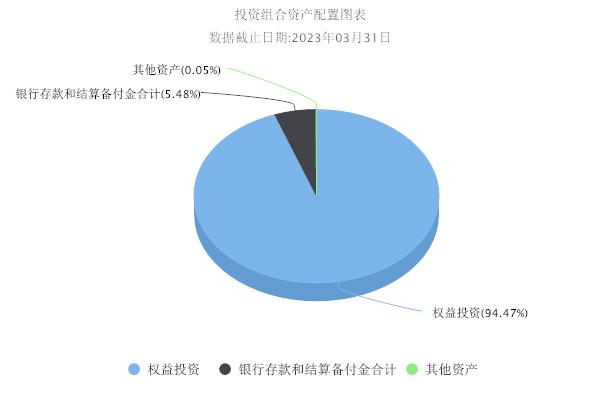 投资组合资产配置图表
数据截止日期:2023年03月31日
其他资产(0.05%)
银行存款和结算备付金合计(5.48%)
权益投资(94.47%)
权益投资 银行存款和结算备付金合计 其他资产